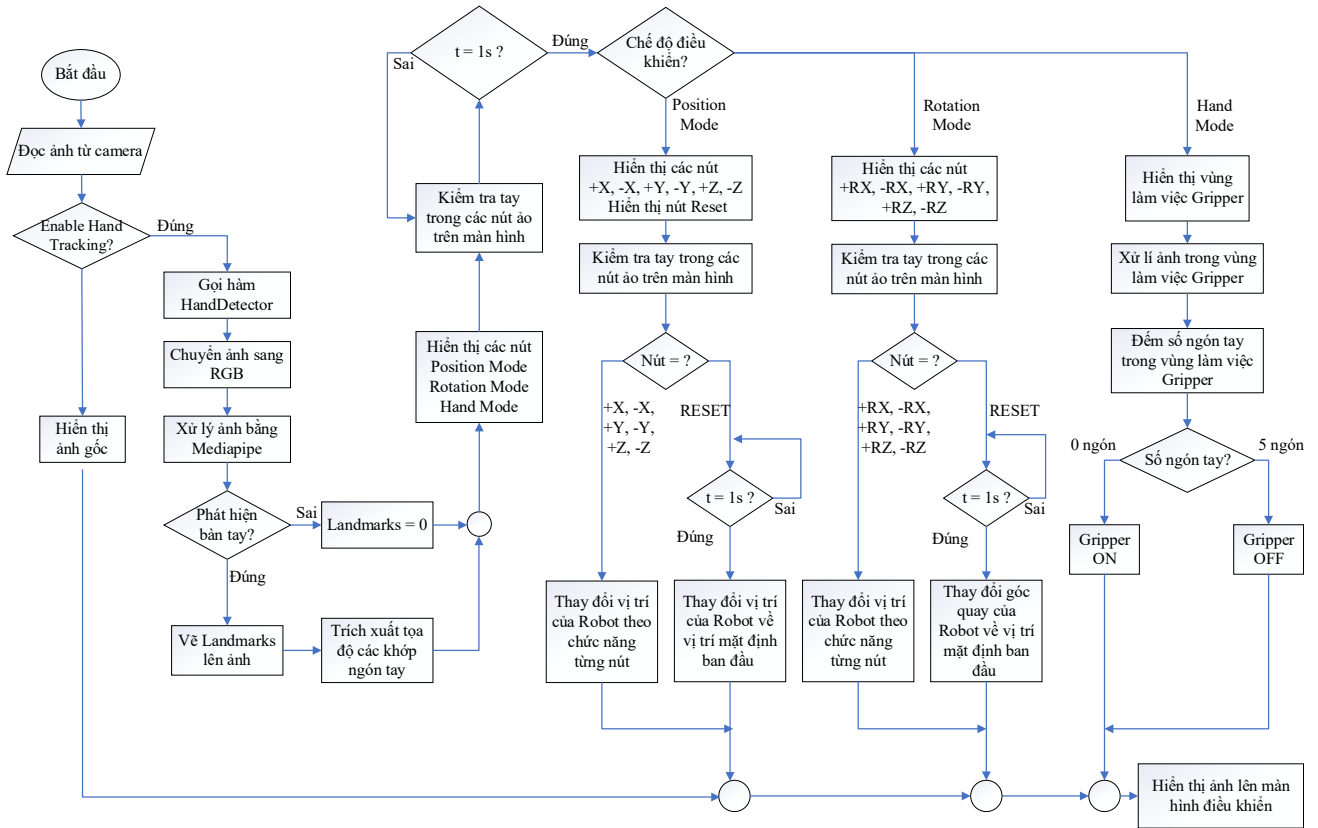 Bắt đầu
Đọc ảnh từ camera
Enable Hand
Tracking?
Đúng
Hiển thị
ảnh gốc
Gọi hàm
HandDetector
Chuyển ảnh sang
RGB
Xử lý ảnh bằng
Mediapipe
Phát hiện
bàn tay?
Sai
Landmarks = 0
Đúng
Vẽ Landmarks
lên ảnh
Trích xuất tọa
độ các khớp
ngón tay
Hiển thị các nút
Position Mode
Rotation Mode
Hand Mode
Kiểm tra tay
trong các nút ảo
trên màn hình
t = 1s ?
Sai
Đúng
Chế độ điều
khiển?
Position
Mode
Hiển thị các nút
+X, -X, +Y, -Y, +Z, -Z
Hiển thị nút Reset
Kiểm tra tay trong các
nút ảo trên màn hình
Nút = ?
+X, -X,
+Y, -Y,
+Z, -Z
RESET
t = 1s ?
Sai
Đúng
Thay đổi vị trí
của Robot theo
chức năng
từng nút
Thay đổi vị trí
của Robot về
vị trí mặt định
ban đầu
Rotation
Mode
Hiển thị các nút
+RX, -RX, +RY, -RY,
+RZ, -RZ
Kiểm tra tay trong các
nút ảo trên màn hình
Nút = ?
+RX, -RX,
+RY, -RY,
+RZ, -RZ
RESET
t = 1s ?
Sai
Đúng
Thay đổi vị trí
của Robot theo
chức năng
từng nút
Thay đổi góc
quay của
Robot về vị trí
mặt định ban
đầu
Hand
Mode
Hiển thị vùng
làm việc Gripper
Xử lí ảnh trong vùng
làm việc Gripper
Đếm số ngón tay
trong vùng làm việc
Gripper
Số ngón tay?
0 ngón
5 ngón
Gripper
ON
Gripper
OFF
Hiển thị ảnh lên màn
hình điều khiển